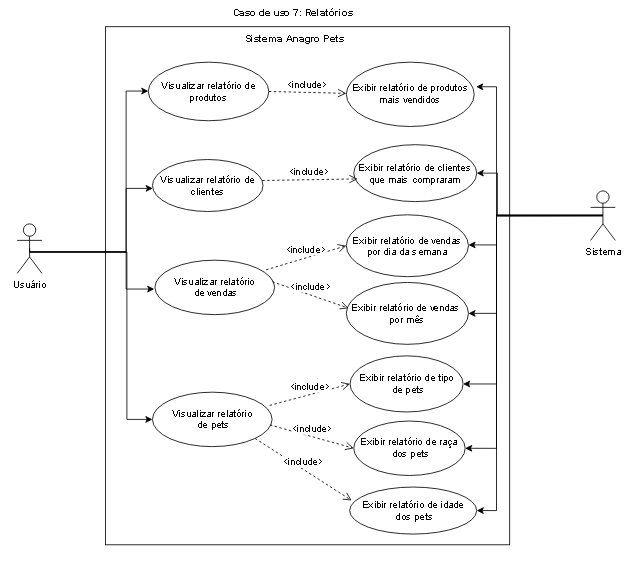 Caso de uso 7: Relatórios
Sistema Anagro Pets
Visualizar relatório de
produtos
<include>
Exibir relatório de produtos
mais vendidos
Visualizar relatório de
clientes
<include>
Exibir relatório de clientes
que mais compraram
Usuário
Sistema
Visualizar relatório
de vendas
<include>
Exibir relatório de vendas
por dia da semana
<include>
Exibir relatório de vendas
por mês
Visualizar relatório
de pets
<include>
Exibir relatório de tipo
de pets
<include>
Exibir relatório de raça
dos pets
<include>
Exibir relatório de idade
dos pets